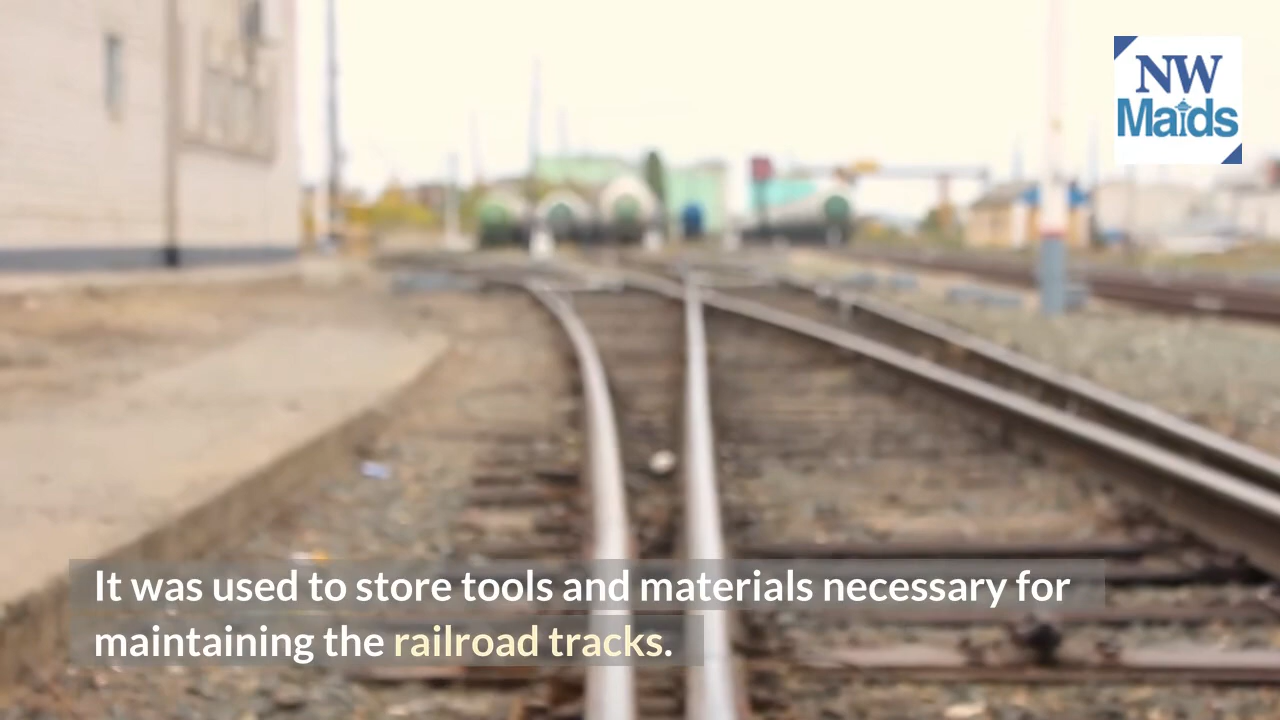 NW
Maids
It was used to store tools and materials necessary for
maintaining the railroad tracks.